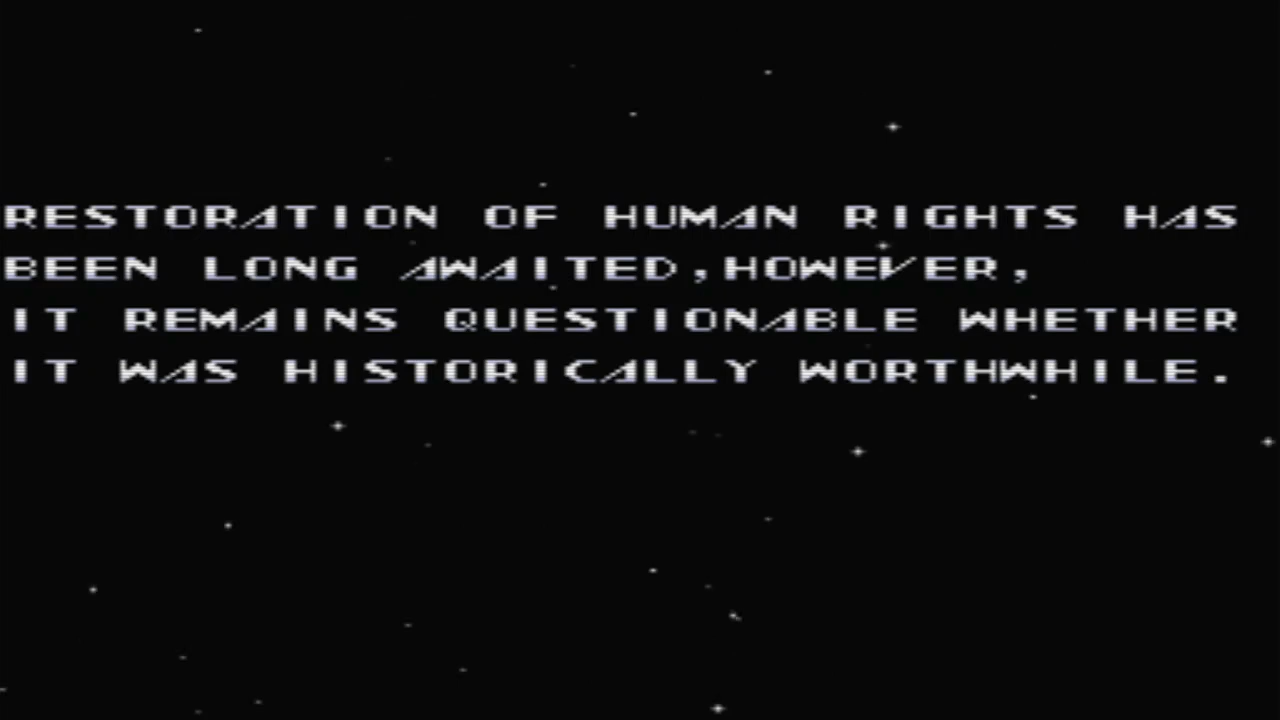 RESTORATION OF HUMAN RIGHTS HAS
BEEN LONG AWAITED,HOWEVER,
IT REMAINS QUESTIONABLE WHETHER
IT WAS HISTORICALLY WORTHWHILE.